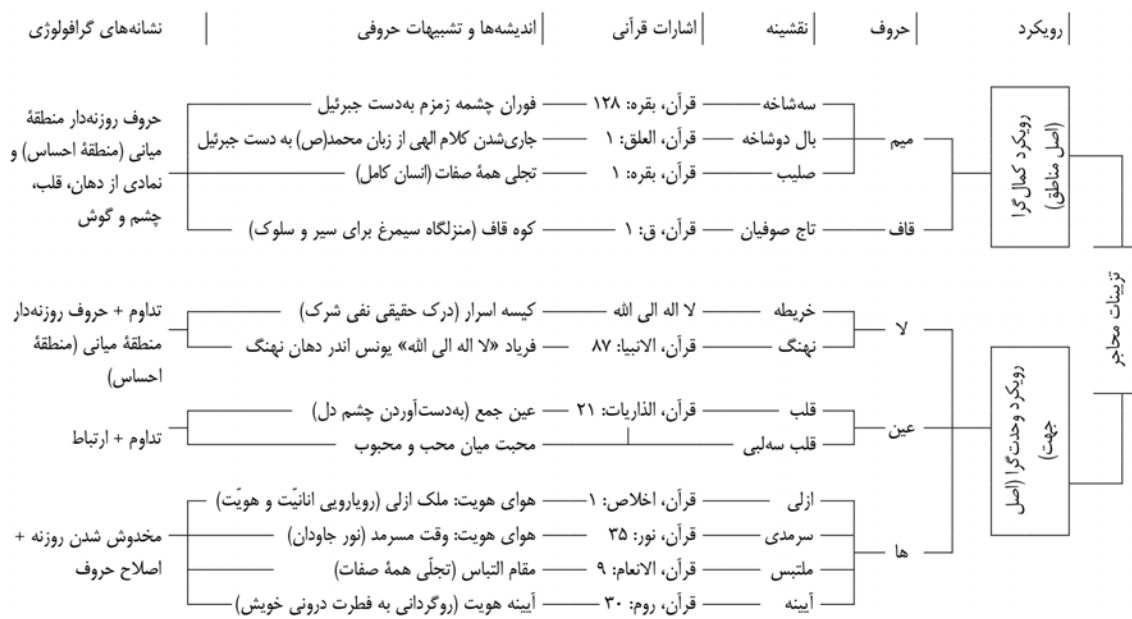 رویکرد | حروف | نقشینه | اشارات قرآنی | اندیشه‌ها و تشبیهات حروفی | نشانه‌های گرافولوژی
تزیینات محاجر
رویکرد کمال‌گرا
(اصل مناطق)
میم
سه‌شاخه قرآن، بقره: ۱۲۸ فوران چشمه زمزم به‌دست جبرئیل
بال دوشاخه قرآن، العلق: ۱ جاری‌شدن کلام الهی از زبان محمد(ص) به دست جبرئیل
صلیب قرآن، بقره: ۱ تجلی همهٔ صفات (انسان کامل)
قاف تاج صوفیان قرآن، ق: ۱ کوه قاف (منزلگاه سیمرغ برای سیر و سلوک)
حروف روزنه‌دار منطقهٔ
میانی (منطقهٔ احساس) و
نمادی از دهان، قلب،
چشم و گوش
رویکرد وحدت‌گرا (اصل
جهت)
لا
خریطه لا اله الی الله کیسه اسرار (درک حقیقی نفی شرک)
نهنگ قرآن، الانبیا: ۸۷ فریاد «لا اله الی الله» یونس اندر دهان نهنگ
تداوم + حروف روزنه‌دار
منطقهٔ میانی (منطقهٔ
احساس)
عین
قلب قرآن، الذاریات: ۲۱ عین جمع (به‌دست‌آوردن چشم دل)
قلب سه‌لبی محبت میان محب و محبوب
تداوم + ارتباط
ها
ازلی قرآن، اخلاص: ۱ هوای هویت: ملک ازلی (رویارویی انانیّت و هویّت)
سرمدی قرآن، نور: ۳۵ هوای هویت: وقت مسرمد (نور جاودان)
ملتبس قرآن، الانعام: ۹ مقام التباس (تجلّی همهٔ صفات)
آیینه قرآن، روم: ۳۰ آیینه هویت (روگردانی به فطرت درونی خویش)
مخدوش شدن روزنه +
اصلاح حروف